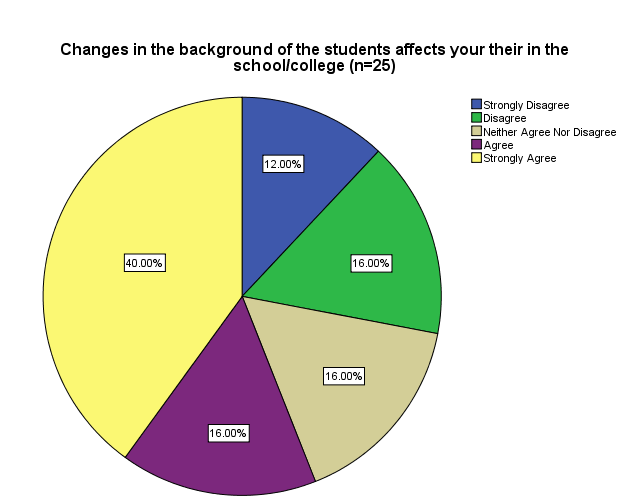 Changes in the background of the students affects your their in the
school/college (n=25)
Strongly Disagree
Disagree
Neither Agree Nor Disagree
Agree
Strongly Agree
12.00%
16.00%
16.00%
16.00%
40.00%